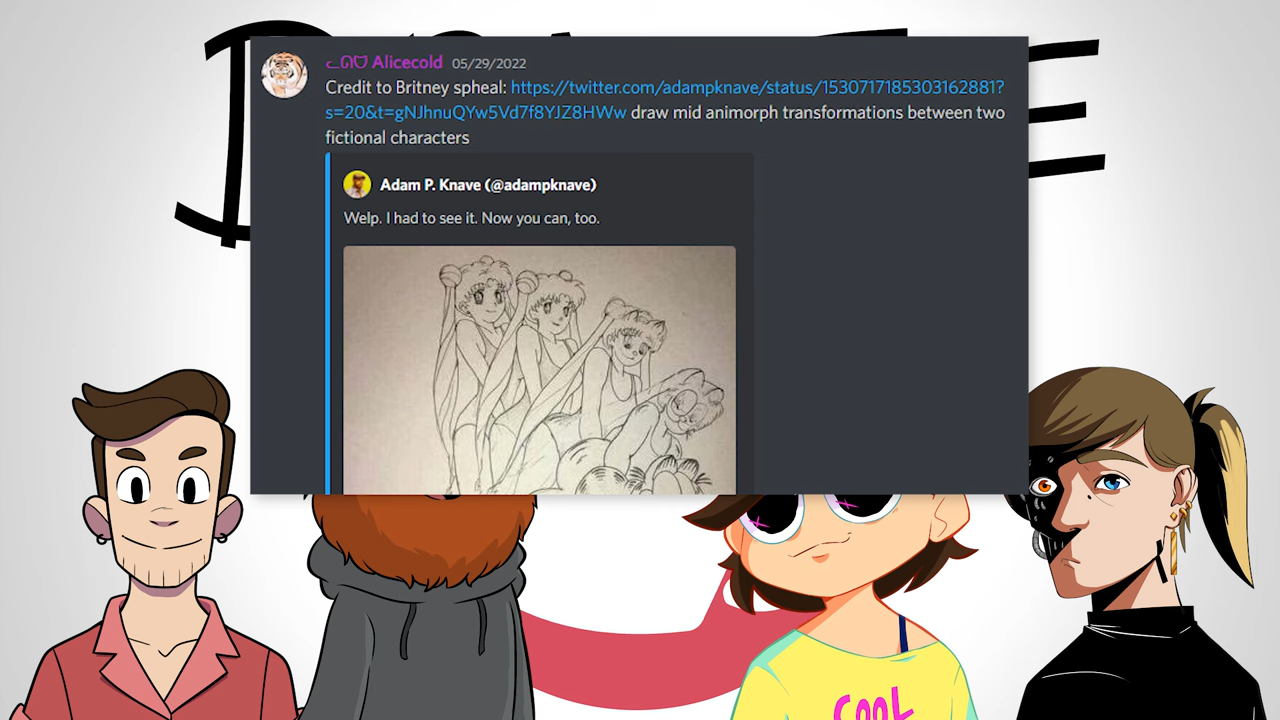 ᓚᘏᗢ Alicecold 05/29/2022
Credit to Britney spheal: https://twitter.com/adampknave/status/1530717185303162881?
s=20&t=gNJhnuQYw5Vd7f8YJZ8HWw draw mid animorph transformations between two
fictional characters
Adam P. Knave (@adampknave)
Welp. I had to see it. Now you can, too.
COOL